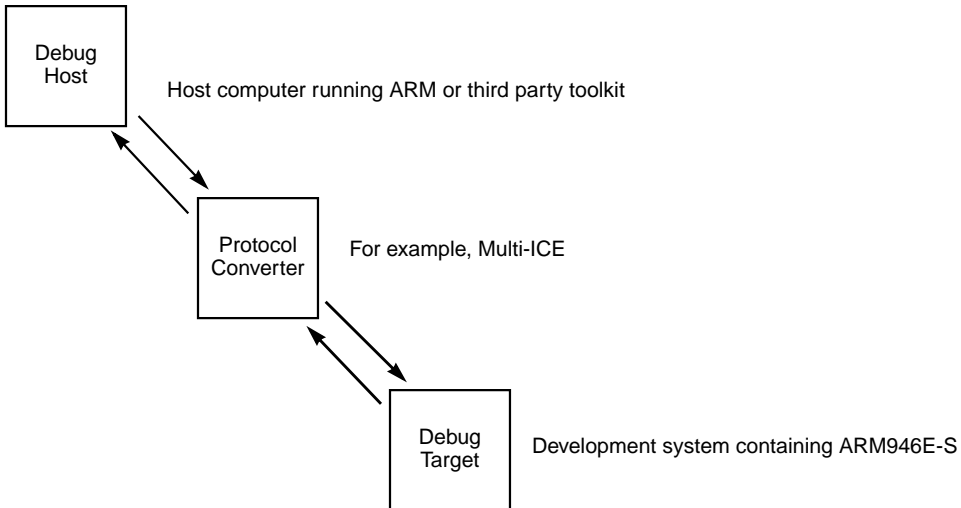 Debug
Host
Host computer running ARM or third party toolkit
Protocol
Converter
For example, Multi-ICE
Debug
Target
Development system containing ARM946E-S